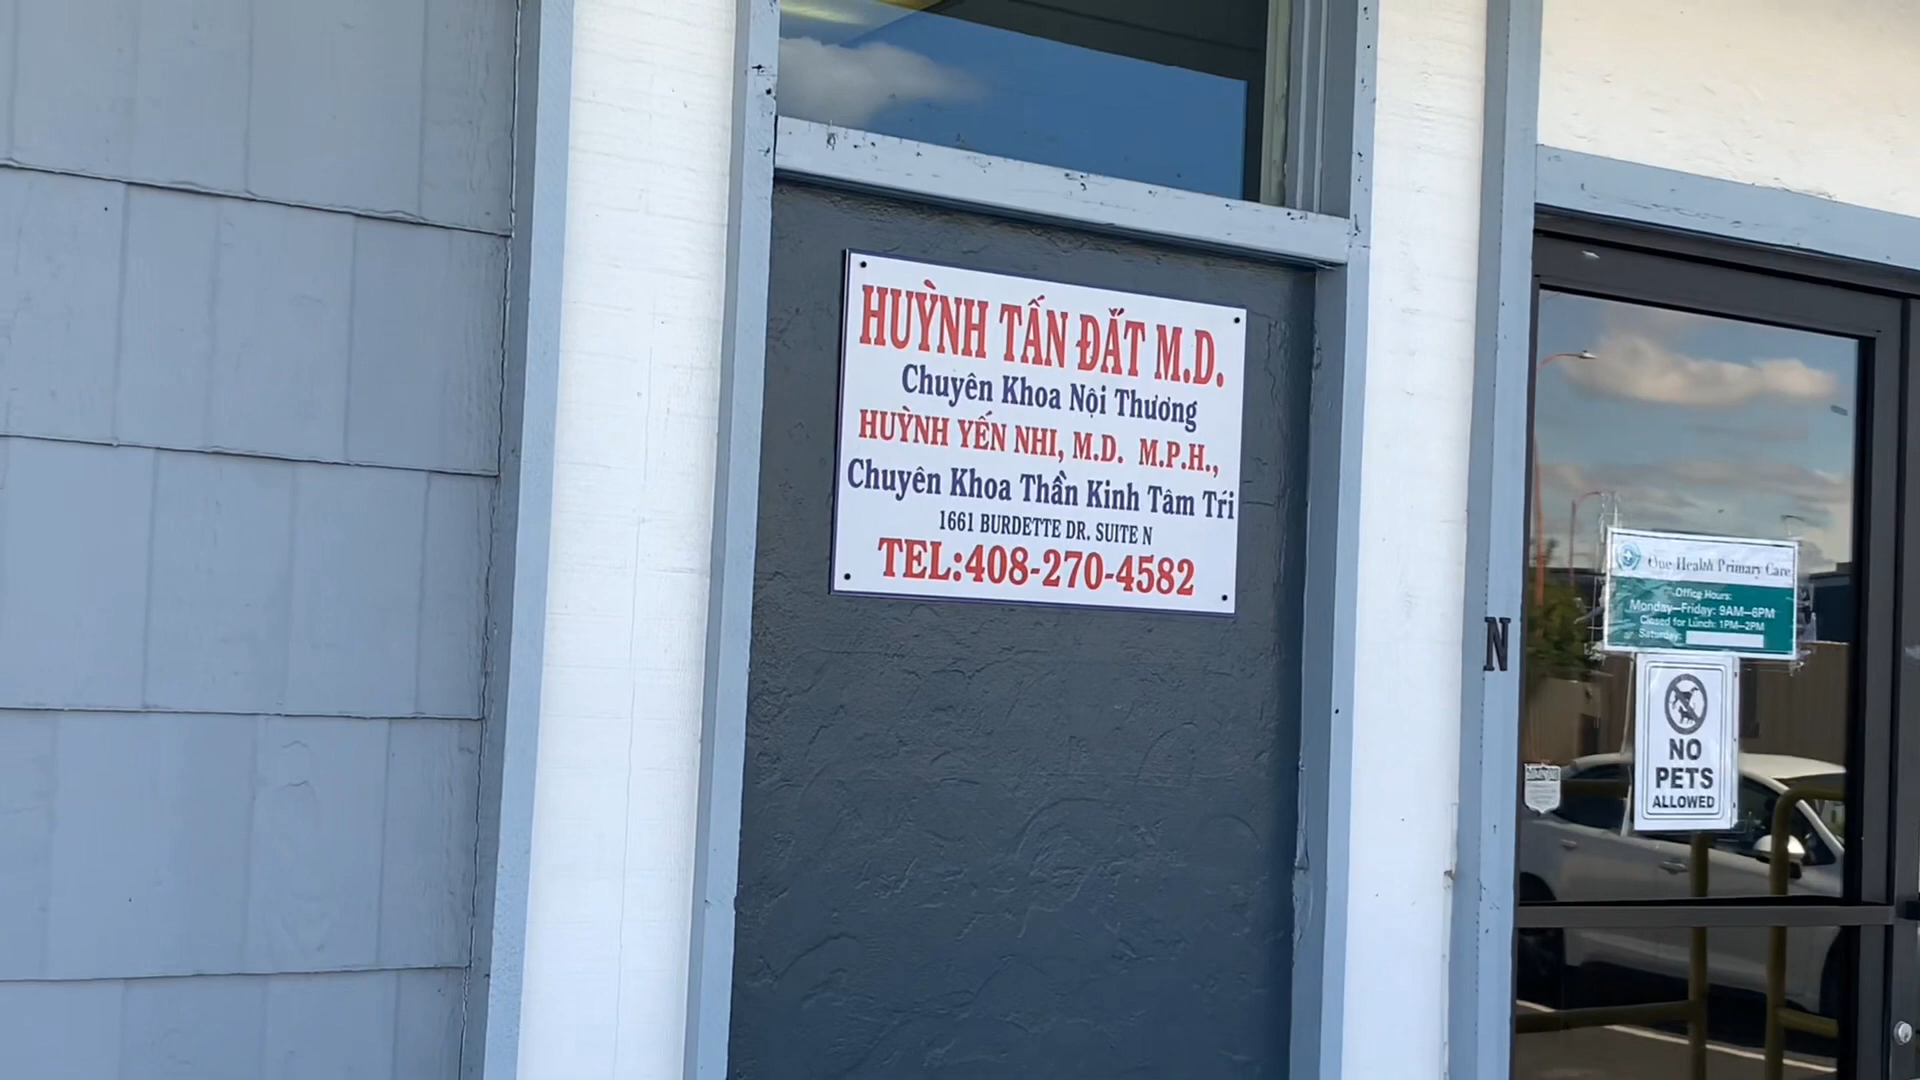 HUỲNH TẤN ĐẮT M.D.
Chuyên Khoa Nội Thương
HUỲNH YẾN NHI, M.D. M.P.H.,
Chuyên Khoa Thần Kinh Tâm Trí
1661 BURDETTE DR. SUITE N
TEL:408-270-4582
N
One Health Primary Care
Office Hours:
Monday–Friday: 9AM–6PM
Closed for Lunch: 1PM–2PM
Saturday:
NO
PETS
ALLOWED